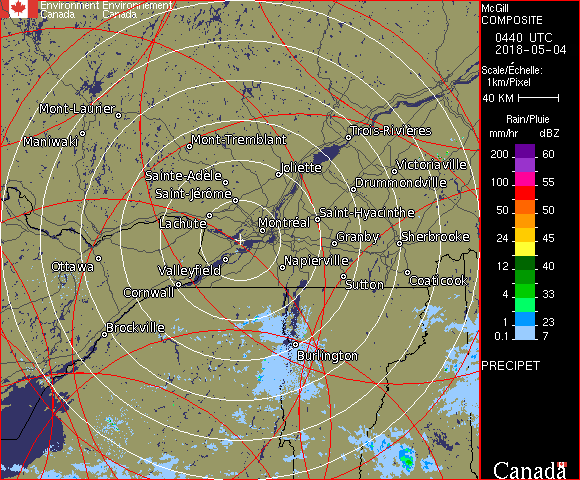 Environment Environnement
Canada Canada
McGill
COMPOSITE
0440 UTC
2018-05-04
Scale/Échelle:
1km/Pixel
40 KM
Rain/Pluie
mm/hr dBZ
200 60
100 55
50 50
24 45
12 40
4 33
1 23
0.1 7
PRECIPET
Canada
Mont-Laurier
Maniwaki
Mont-Tremblant
Trois-Rivières
Sainte-Adèle
Joliette
Victoriaville
Saint-Jérôme
Drummondville
Lachute
Montréal
Saint-Hyacinthe
Granby
Sherbrooke
Ottawa
Valleyfield
Napierville
Cornwall
Sutton
Coaticook
Brockville
Burlington